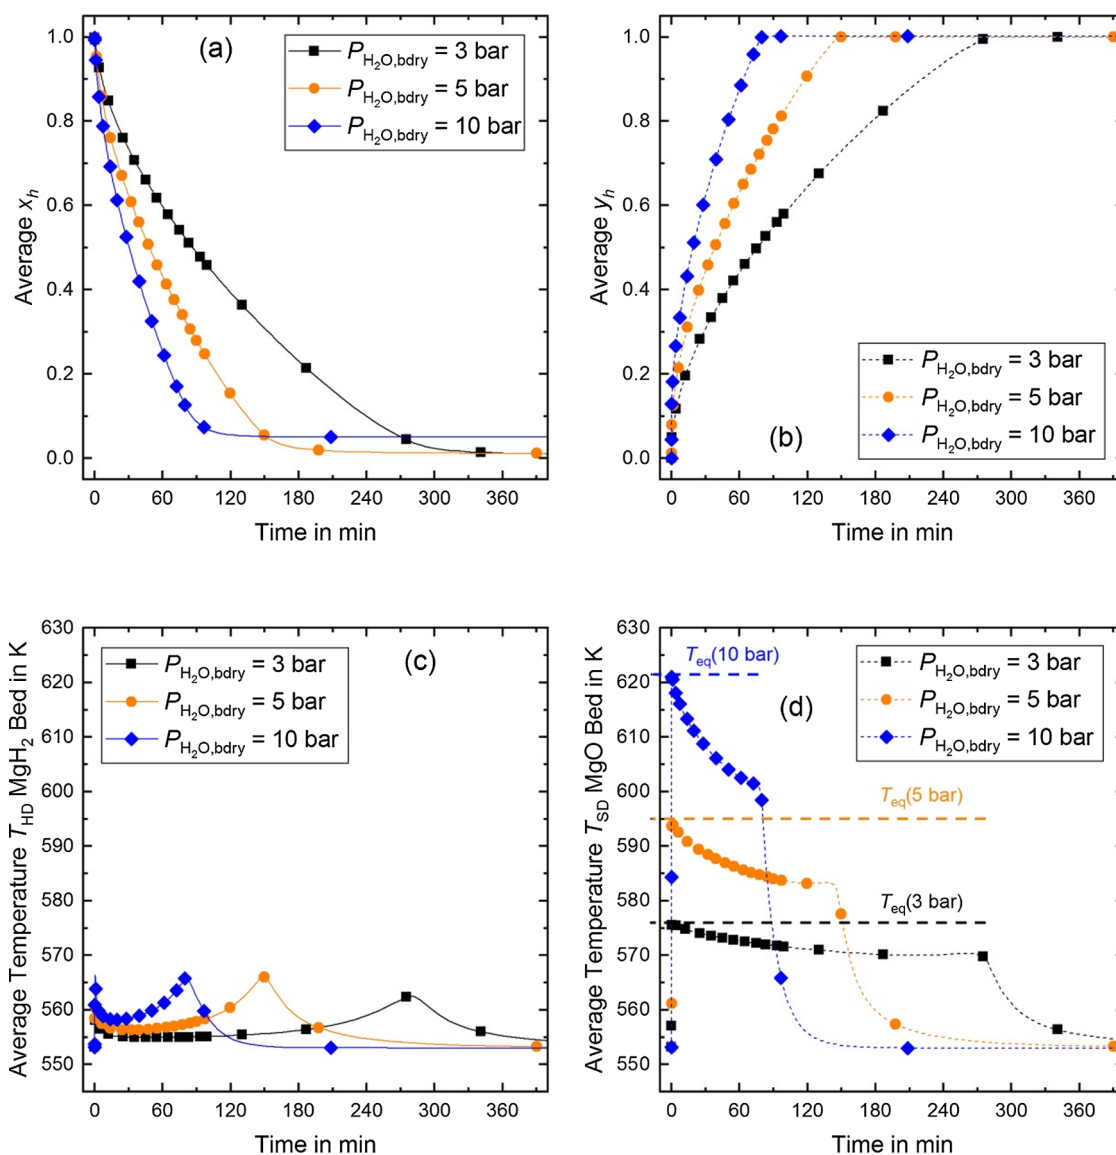 (a)
P_H₂O,bdry = 3 bar
P_H₂O,bdry = 5 bar
P_H₂O,bdry = 10 bar
Average x_h
1.0
0.8
0.6
0.4
0.2
0.0
0 60 120 180 240 300 360
Time in min
P_H₂O,bdry = 3 bar
P_H₂O,bdry = 5 bar
P_H₂O,bdry = 10 bar
(b)
Average y_h
1.0
0.8
0.6
0.4
0.2
0.0
0 60 120 180 240 300 360
Time in min
P_H₂O,bdry = 3 bar
P_H₂O,bdry = 5 bar
P_H₂O,bdry = 10 bar
(c)
Average Temperature T_HD MgH₂ Bed in K
630
620
610
600
590
580
570
560
550
0 60 120 180 240 300 360
Time in min
T_eq(10 bar)
P_H₂O,bdry = 3 bar
P_H₂O,bdry = 5 bar
P_H₂O,bdry = 10 bar
(d)
T_eq(5 bar)
T_eq(3 bar)
Average Temperature T_SD MgO Bed in K
630
620
610
600
590
580
570
560
550
0 60 120 180 240 300 360
Time in min